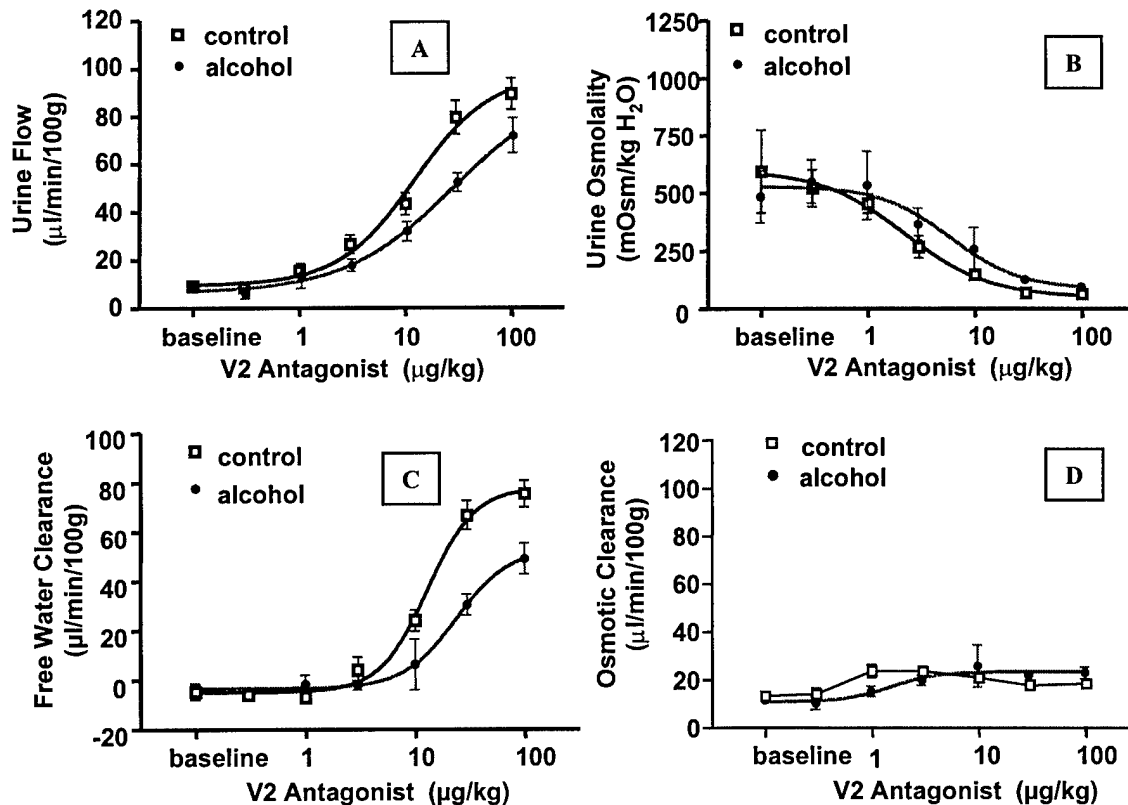 A
control
alcohol
120
100
80
60
40
20
0
Urine Flow
(μl/min/100g)
baseline 1 10 100
V2 Antagonist (μg/kg)
B
control
alcohol
1250
1000
750
500
250
0
Urine Osmolality
(mOsm/kg H₂O)
baseline 1 10 100
V2 Antagonist (μg/kg)
C
control
alcohol
100
80
60
40
20
0
-20
Free Water Clearance
(μl/min/100g)
baseline 1 10 100
V2 Antagonist (μg/kg)
D
control
alcohol
120
100
80
60
40
20
0
Osmotic Clearance
(μl/min/100g)
baseline 1 10 100
V2 Antagonist (μg/kg)